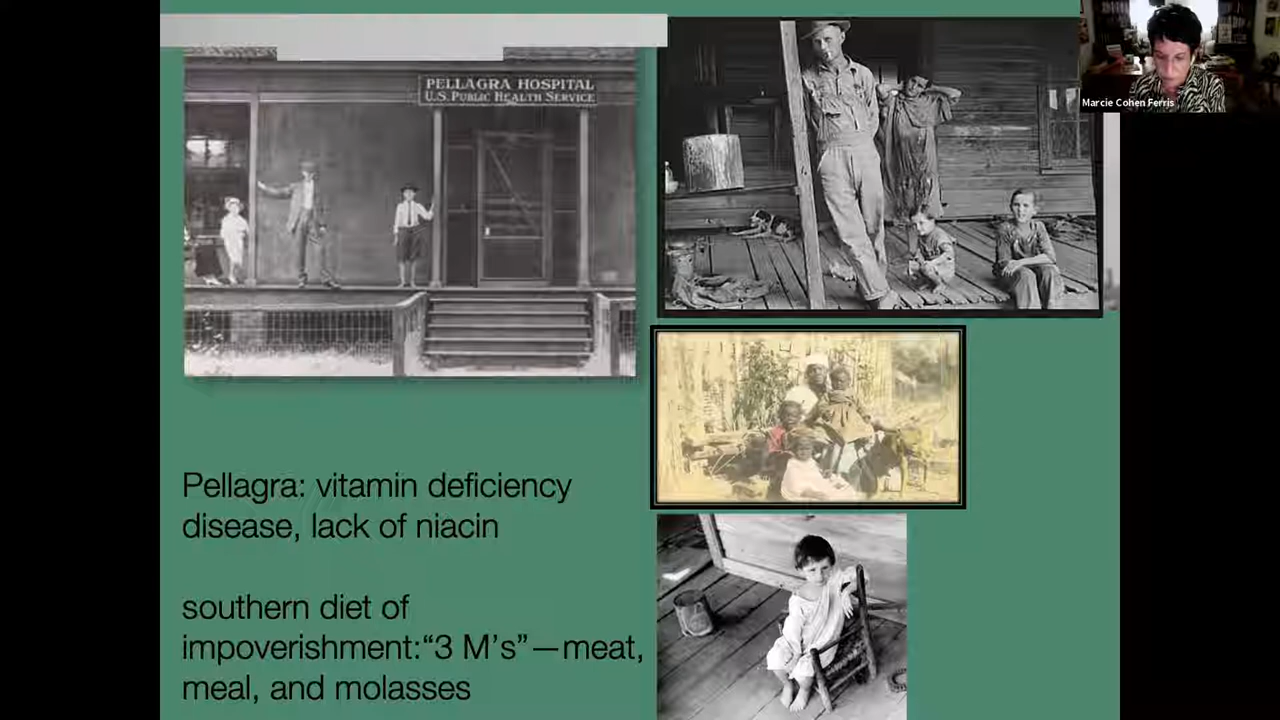 PELLAGRA HOSPITAL
U.S. PUBLIC HEALTH SERVICE
Marcie Cohen Ferris
Pellagra: vitamin deficiency
disease, lack of niacin
southern diet of
impoverishment:“3 M’s”—meat,
meal, and molasses